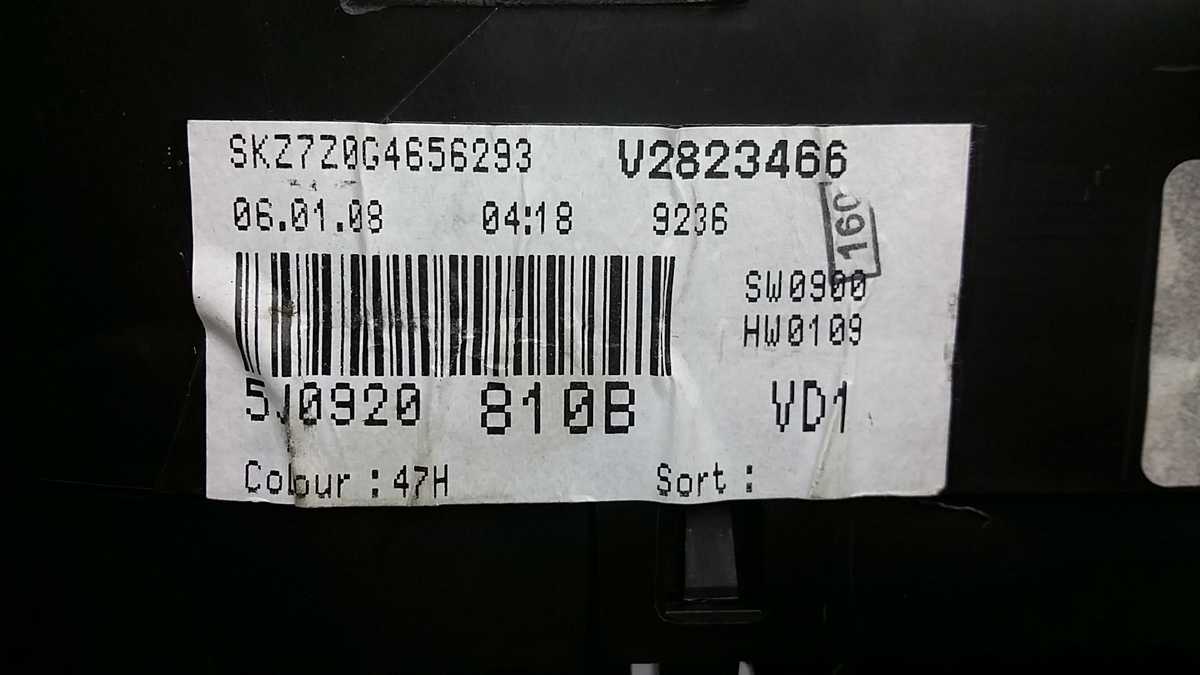 SKZ7Z0G4656293 V2823466
06.01.08 04:18 9236
160
SW0900
HW0109
5J0920 810B VD1
Colour : 47H Sort :